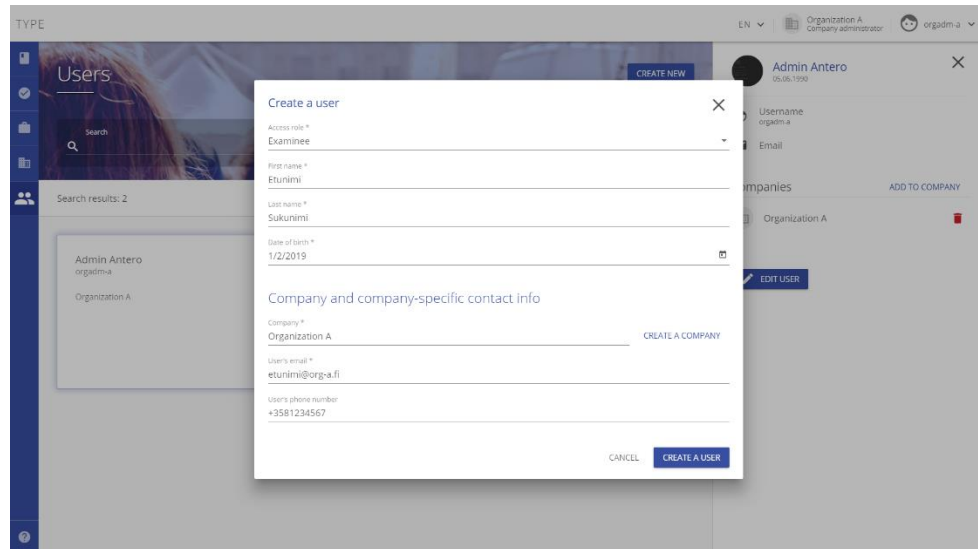 TYPE
EN
Organization A
Company administrator
orgadm-a
Users
CREATE NEW
Search
Search results: 2
Admin Antero
orgadm-a
Organization A
Create a user
Access role *
Examinee
First name *
Etunimi
Last name *
Sukunimi
Date of birth *
1/2/2019
Company and company-specific contact info
Company *
Organization A
CREATE A COMPANY
User's email *
etunimi@org-a.fi
User's phone number
+3581234567
CANCEL
CREATE A USER
Admin Antero
05.05.1990
Username
orgadm-a
Email
ompanies
ADD TO COMPANY
Organization A
EDIT USER